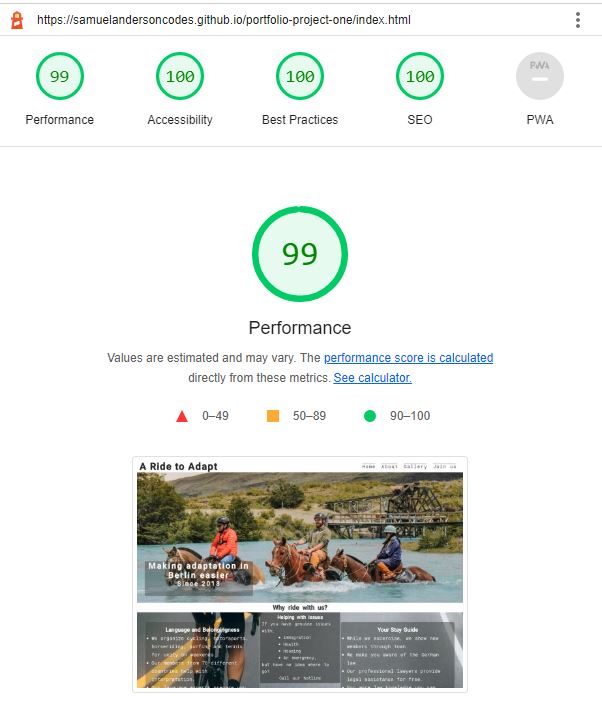 https://samuelandersoncodes.github.io/portfolio-project-one/index.html
99 100 100 100 PWA
Performance Accessibility Best Practices SEO PWA
99
Performance
Values are estimated and may vary. The performance score is calculated
directly from these metrics. See calculator.
0–49 50–89 90–100
A Ride to Adapt
Home About Gallery Join us
Making adaptation in
Berlin easier
Since 2013
Why ride with us?
Language and Belongingness
We organize cycling, motorsports,
horseriding, surfing and tennis
for unity on weekends
Our members from 70 different
countries help with
interpretation
Helping with Issues
If you have genuine issues
with:
Immigration
Health
Housing
Or emergency,
but have no idea where to
go?
Call our hotline
Your Stay Guide
While we exercise, we show new
members through town
We make you aware of the German
law
Our professional lawyers provide
legal assistance for free